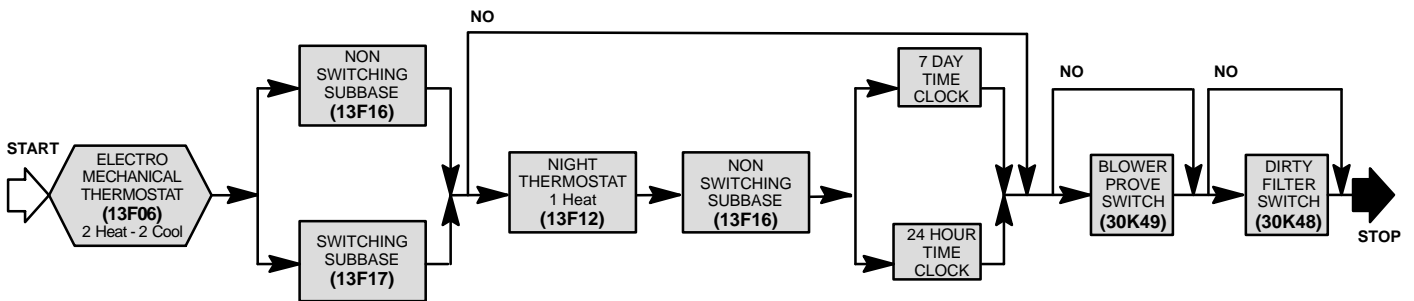 START
ELECTRO
MECHANICAL
THERMOSTAT
(13F06)
2 Heat - 2 Cool
NON
SWITCHING
SUBBASE
(13F16)
SWITCHING
SUBBASE
(13F17)
NO
NIGHT
THERMOSTAT
1 Heat
(13F12)
NON
SWITCHING
SUBBASE
(13F16)
7 DAY
TIME
CLOCK
24 HOUR
TIME
CLOCK
NO
BLOWER
PROVE
SWITCH
(30K49)
NO
DIRTY
FILTER
SWITCH
(30K48)
STOP